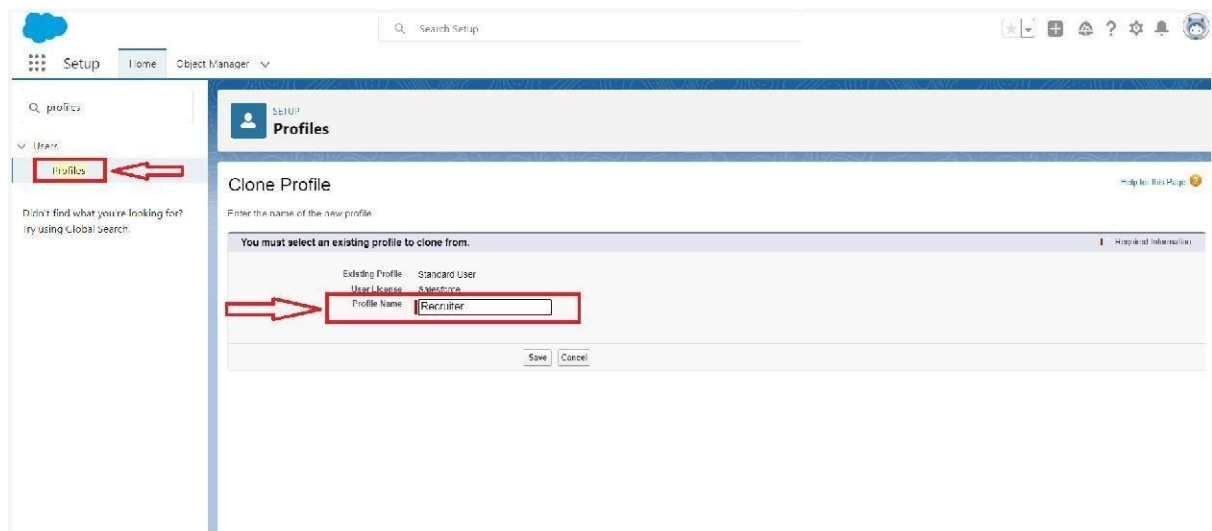 Search Setup
Setup Home Object Manager
profiles
SETUP
Profiles
Users
Profiles
Didn't find what you're looking for?
Try using Global Search.
Clone Profile
Help for this Page
Enter the name of the new profile
You must select an existing profile to clone from.
Required Information
Existing Profile Standard User
User License Salesforce
Profile Name Recruiter
Save Cancel